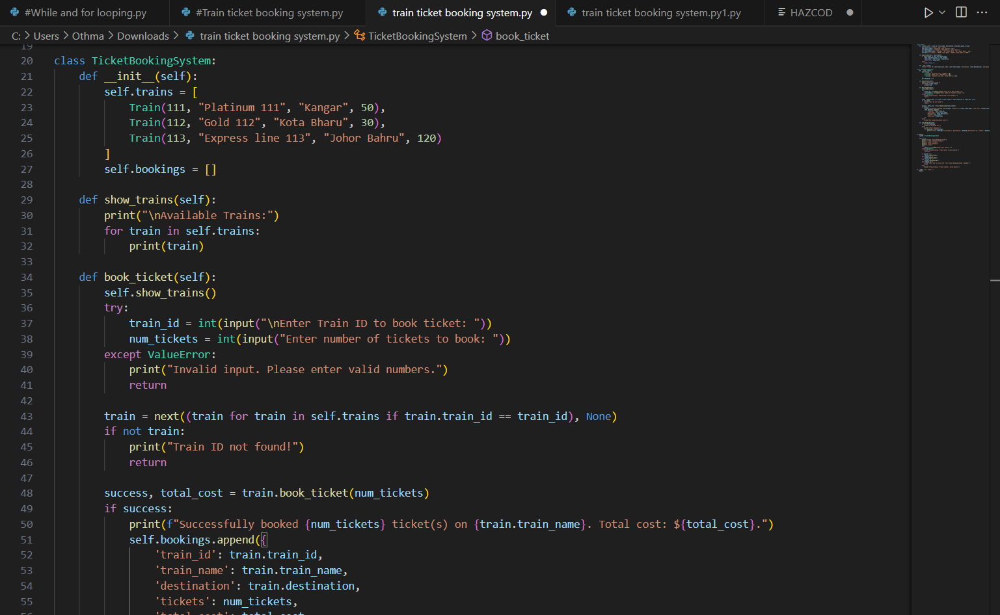 #While and for looping.py
#Train ticket booking system.py
train ticket booking system.py
train ticket booking system.py1.py
HAZCOD
C: > Users > Othma > Downloads > train ticket booking system.py > TicketBookingSystem > book_ticket
19
20 class TicketBookingSystem:
21 def __init__(self):
22 self.trains = [
23 Train(111, "Platinum 111", "Kangar", 50),
24 Train(112, "Gold 112", "Kota Bharu", 30),
25 Train(113, "Express line 113", "Johor Bahru", 120)
26 ]
27 self.bookings = []
28
29 def show_trains(self):
30 print("\nAvailable Trains:")
31 for train in self.trains:
32 print(train)
33
34 def book_ticket(self):
35 self.show_trains()
36 try:
37 train_id = int(input("\nEnter Train ID to book ticket: "))
38 num_tickets = int(input("Enter number of tickets to book: "))
39 except ValueError:
40 print("Invalid input. Please enter valid numbers.")
41 return
42
43 train = next((train for train in self.trains if train.train_id == train_id), None)
44 if not train:
45 print("Train ID not found!")
46 return
47
48 success, total_cost = train.book_ticket(num_tickets)
49 if success:
50 print(f"Successfully booked {num_tickets} ticket(s) on {train.train_name}. Total cost: ${total_cost}.")
51 self.bookings.append({
52 'train_id': train.train_id,
53 'train_name': train.train_name,
54 'destination': train.destination,
55 'tickets': num_tickets,
56 'total_cost': total_cost